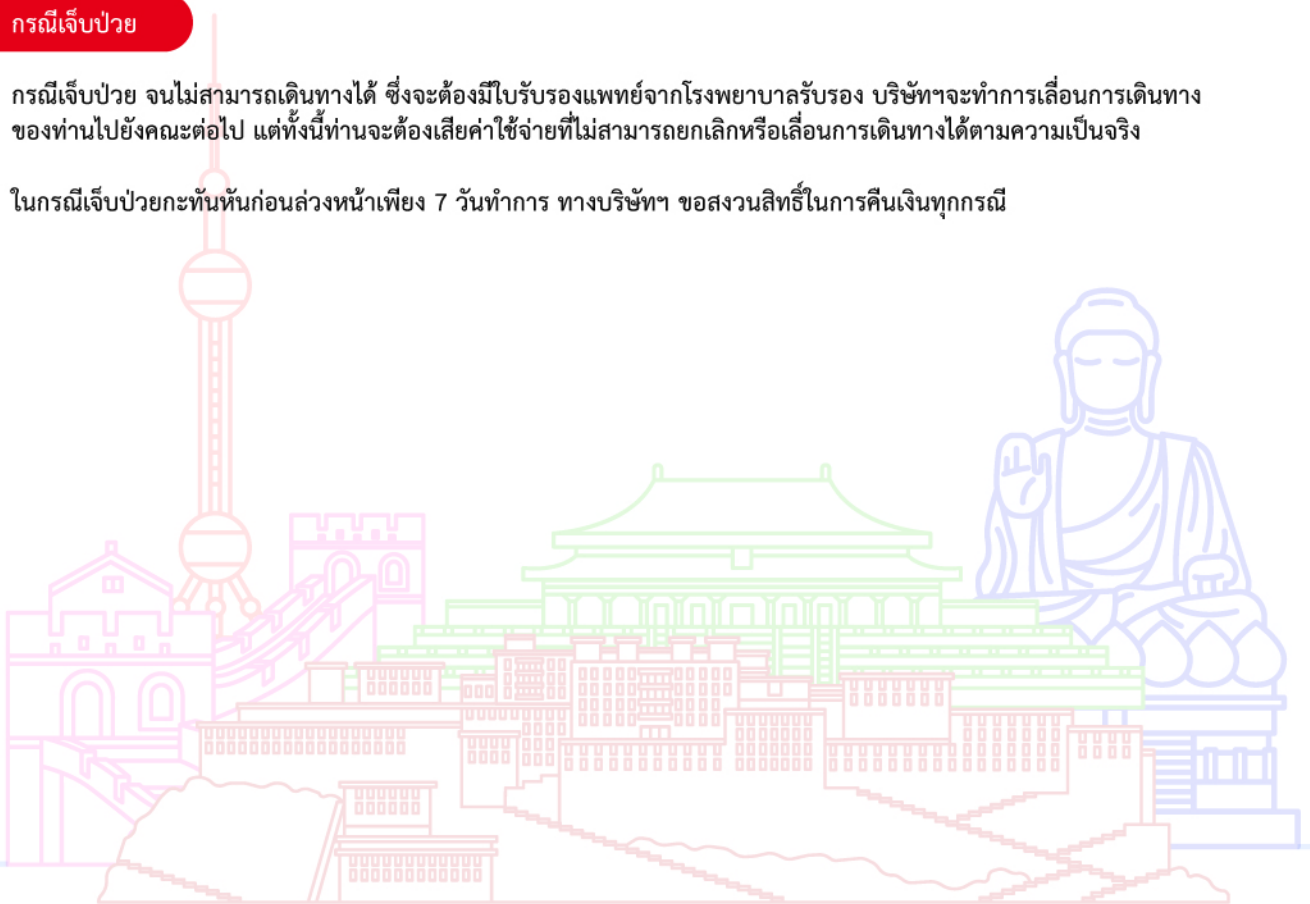 กรณีเจ็บป่วย
กรณีเจ็บป่วย จนไม่สามารถเดินทางได้ ซึ่งจะต้องมีใบรับรองแพทย์จากโรงพยาบาลรับรอง บริษัทฯจะทำการเลื่อนการเดินทาง
ของท่านไปยังคณะต่อไป แต่ทั้งนี้ท่านจะต้องเสียค่าใช้จ่ายที่ไม่สามารถยกเลิกหรือเลื่อนการเดินทางได้ตามความเป็นจริง
ในกรณีเจ็บป่วยกะทันหันก่อนล่วงหน้าเพียง 7 วันทำการ ทางบริษัทฯ ขอสงวนสิทธิ์ในการคืนเงินทุกกรณี